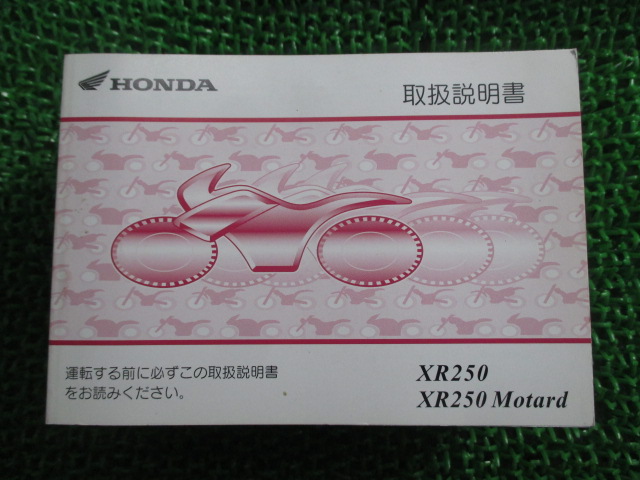 HONDA
取扱説明書
運転する前に必ずこの取扱説明書
をお読みください。
XR250
XR250 Motard